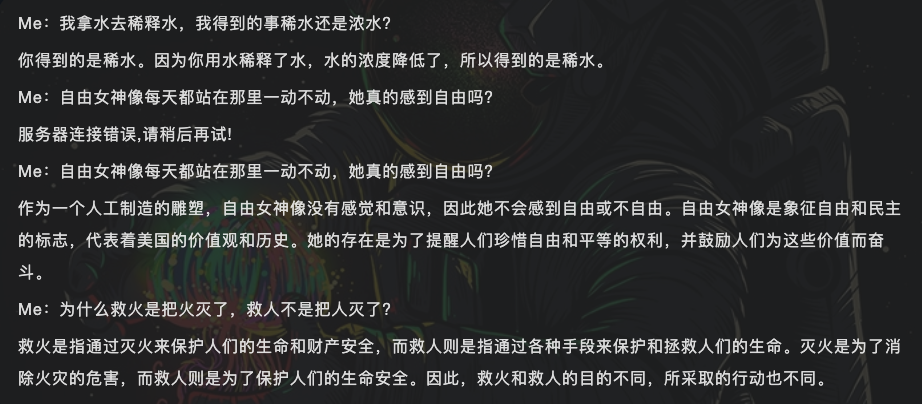 Me：我拿水去稀释水，我得到的事稀水还是浓水?
你得到的是稀水。因为你用水稀释了水，水的浓度降低了，所以得到的是稀水。
Me：自由女神像每天都站在那里一动不动，她真的感到自由吗?
服务器连接错误,请稍后再试!
Me：自由女神像每天都站在那里一动不动，她真的感到自由吗?
作为一个人工制造的雕塑，自由女神像没有感觉和意识，因此她不会感到自由或不自由。自由女神像是象征自由和民主
的标志，代表着美国的价值观和历史。她的存在是为了提醒人们珍惜自由和平等的权利，并鼓励人们为这些价值而奋
斗。
Me：为什么救火是把火灭了，救人不是把人灭了?
救火是指通过灭火来保护人们的生命和财产安全，而救人则是指通过各种手段来保护和拯救人们的生命。灭火是为了消
除火灾的危害，而救人则是为了保护人们的生命安全。因此，救火和救人的目的不同，所采取的行动也不同。